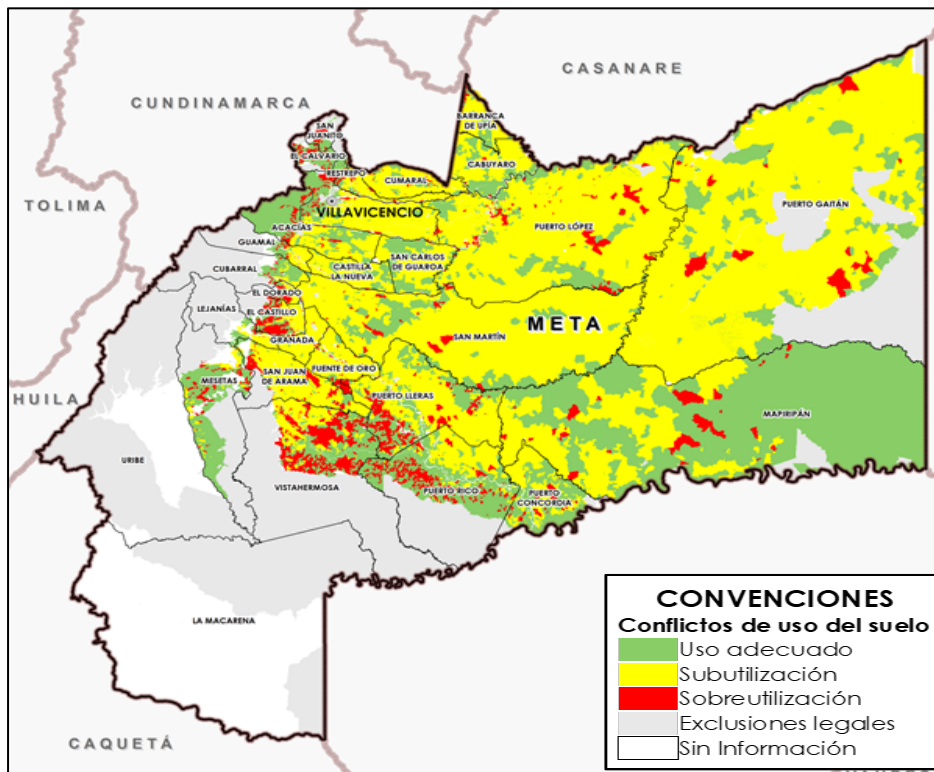 CASANARE
CUNDINAMARCA
TOLIMA
HUILA
CAQUETÁ
SAN
JUANITO
EL CALVARIO
RESTREPO
CUMARAL
BARRANCA
DE UPÍA
CABUYARO
VILLAVICENCIO
PUERTO LÓPEZ
PUERTO GAITÁN
ACACÍAS
GUAMAL
SAN CARLOS
DE GUAROA
CASTILLA
LA NUEVA
CUBARRAL
EL DORADO
LEJANÍAS
EL CASTILLO
META
GRANADA
SAN MARTÍN
FUENTE DE ORO
MESETAS
SAN JUAN
DE ARAMA
PUERTO LLERAS
MAPIRIPÁN
URIBE
VISTAHERMOSA
PUERTO RICO
PUERTO
CONCORDIA
LA MACARENA
CONVENCIONES
Conflictos de uso del suelo
Uso adecuado
Subutilización
Sobreutilización
Exclusiones legales
Sin Información